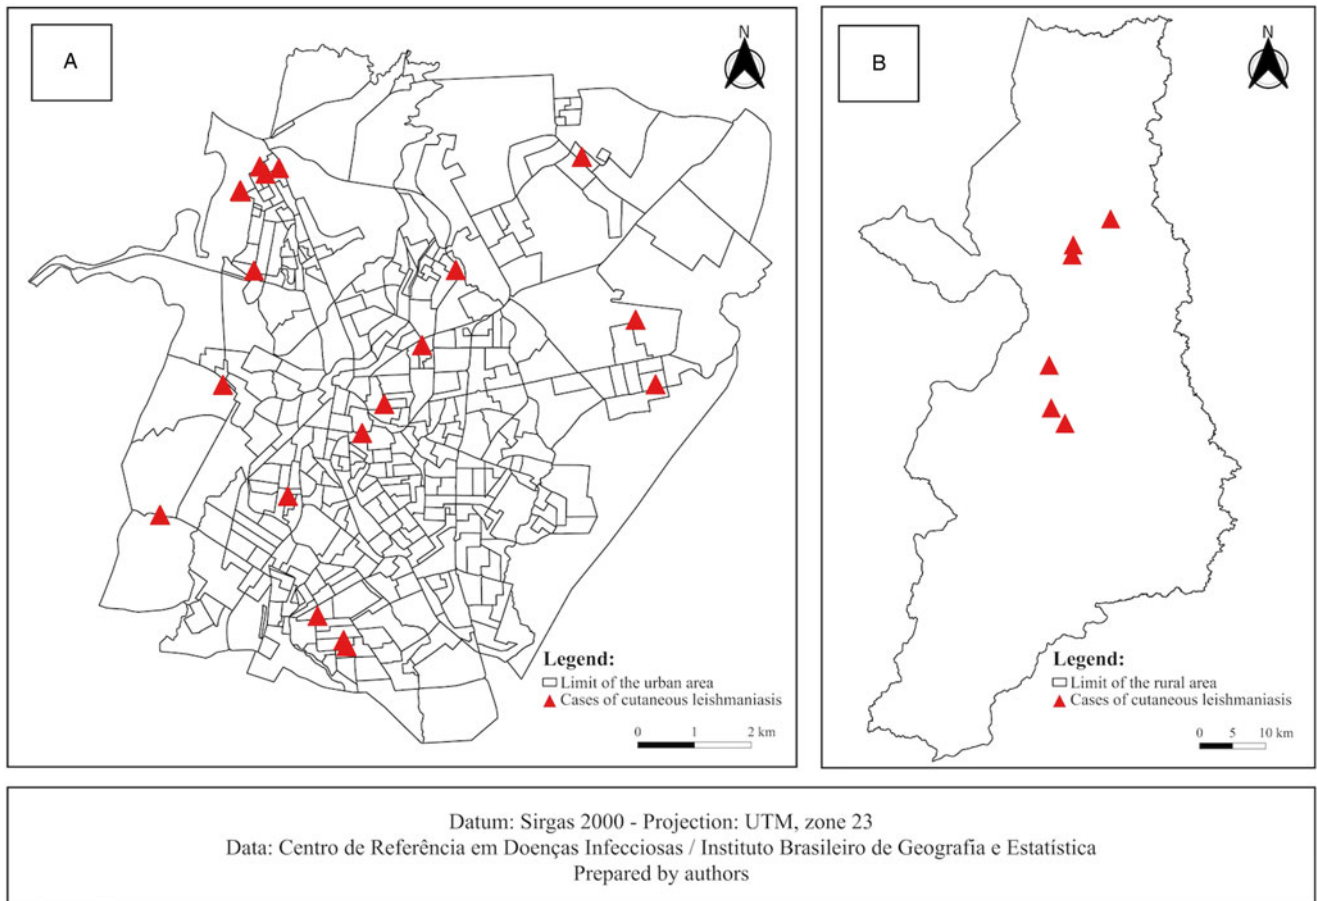 A
N
Legend:
Limit of the urban area
Cases of cutaneous leishmaniasis
0 1 2 km
B
N
Legend:
Limit of the rural area
Cases of cutaneous leishmaniasis
0 5 10 km
Datum: Sirgas 2000 - Projection: UTM, zone 23
Data: Centro de Referência em Doenças Infecciosas / Instituto Brasileiro de Geografia e Estatística
Prepared by authors